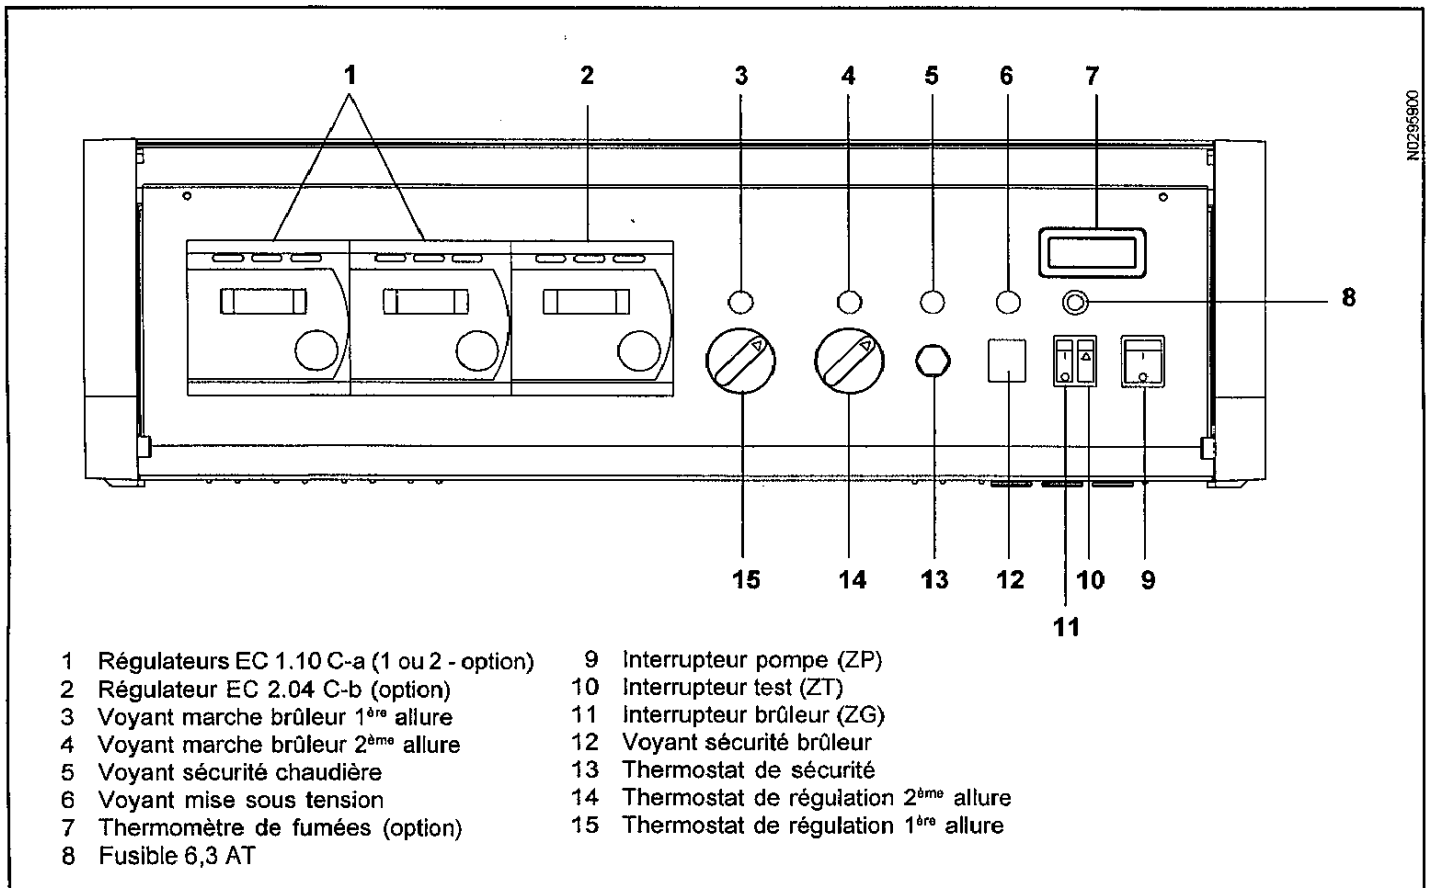 1 2 3 4 5 6 7
N0295900
8
15 14 13 12 10 9
11
1 Régulateurs EC 1.10 C-a (1 ou 2 - option)
2 Régulateur EC 2.04 C-b (option)
3 Voyant marche brûleur 1ère allure
4 Voyant marche brûleur 2ème allure
5 Voyant sécurité chaudière
6 Voyant mise sous tension
7 Thermomètre de fumées (option)
8 Fusible 6,3 AT
9 Interrupteur pompe (ZP)
10 Interrupteur test (ZT)
11 Interrupteur brûleur (ZG)
12 Voyant sécurité brûleur
13 Thermostat de sécurité
14 Thermostat de régulation 2ème allure
15 Thermostat de régulation 1ère allure